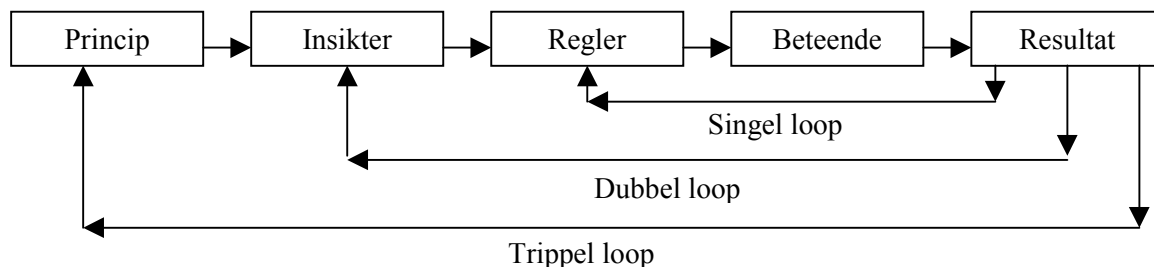 Princip Insikter Regler Beteende Resultat
Singel loop
Dubbel loop
Trippel loop